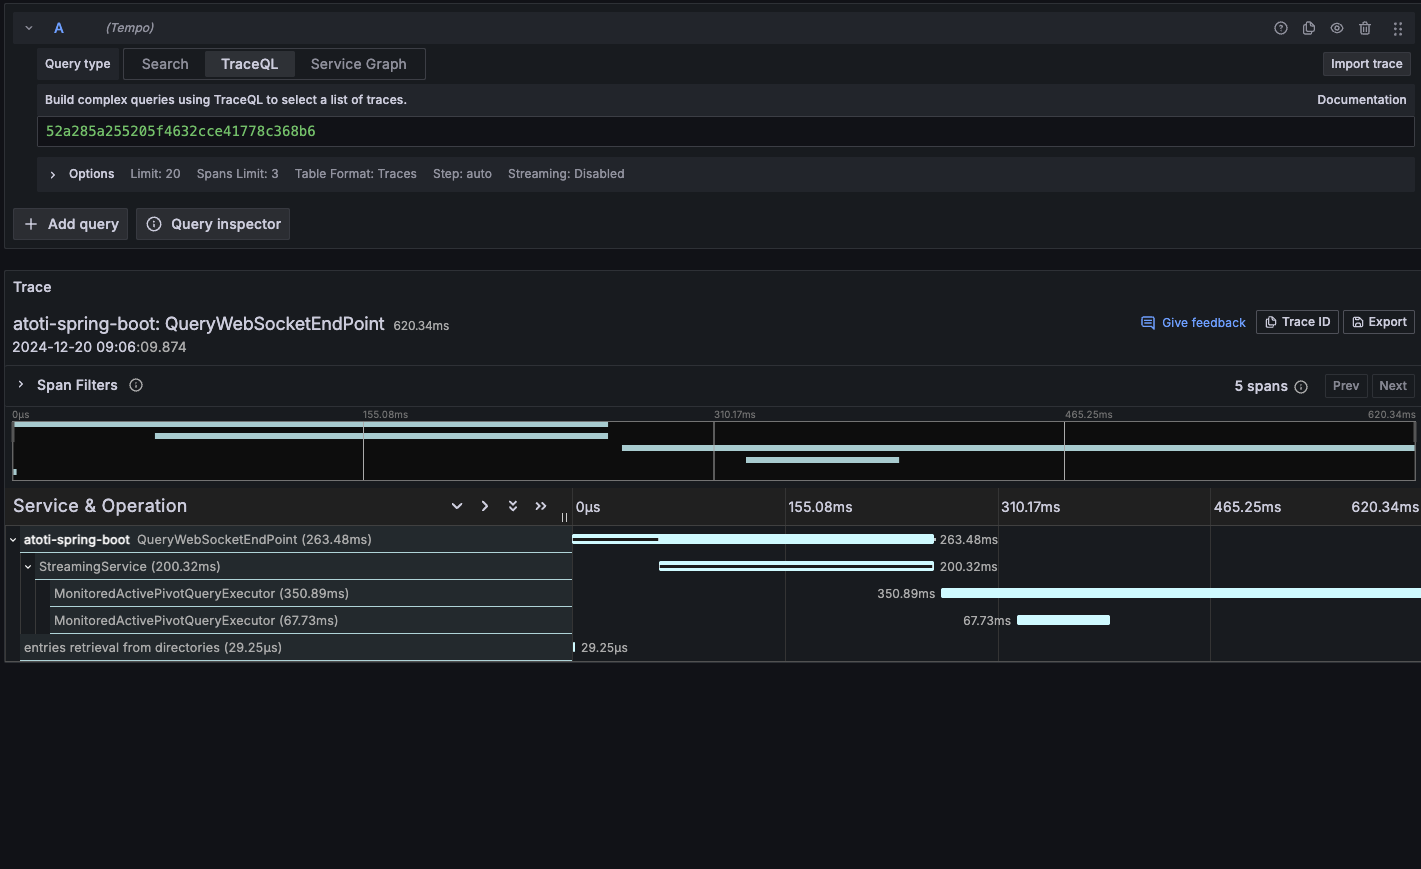 A (Tempo)
Query type Search TraceQL Service Graph Import trace
Build complex queries using TraceQL to select a list of traces. Documentation
52a285a255205f4632cce41778c368b6
Options Limit: 20 Spans Limit: 3 Table Format: Traces Step: auto Streaming: Disabled
+ Add query Query inspector
Trace
atoti-spring-boot: QueryWebSocketEndPoint 620.34ms Give feedback Trace ID Export
2024-12-20 09:06:09.874
Span Filters 5 spans Prev Next
0μs 155.08ms 310.17ms 465.25ms 620.34ms
Service & Operation 0μs 155.08ms 310.17ms 465.25ms 620.34ms
atoti-spring-boot QueryWebSocketEndPoint (263.48ms) 263.48ms
StreamingService (200.32ms) 200.32ms
MonitoredActivePivotQueryExecutor (350.89ms) 350.89ms
MonitoredActivePivotQueryExecutor (67.73ms) 67.73ms
entries retrieval from directories (29.25μs) 29.25μs